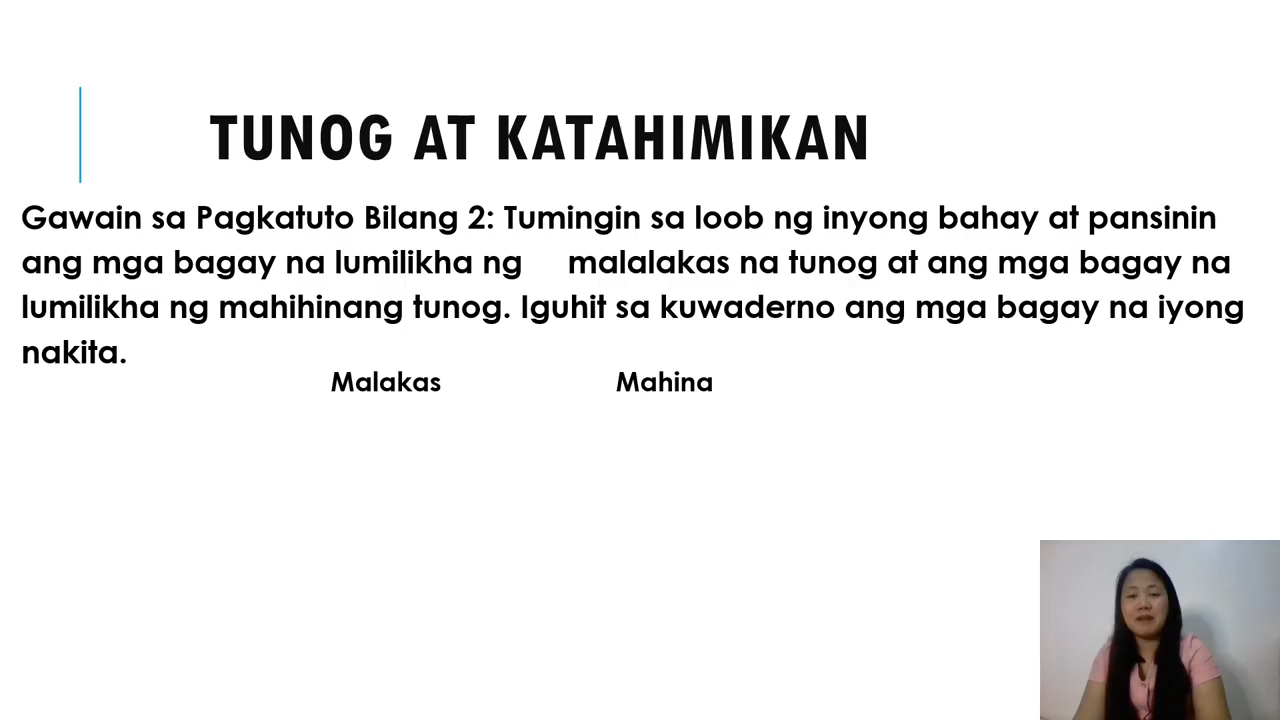 TUNOG AT KATAHIMIKAN
Gawain sa Pagkatuto Bilang 2: Tumingin sa loob ng inyong bahay at pansinin
ang mga bagay na lumilikha ng malalakas na tunog at ang mga bagay na
lumilikha ng mahihinang tunog. Iguhit sa kuwaderno ang mga bagay na iyong
nakita.
Malakas Mahina